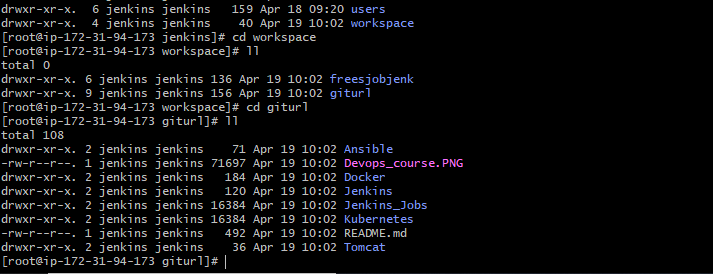 drwxr-xr-x.  6 jenkins jenkins   159 Apr 18 09:20 users
drwxr-xr-x.  4 jenkins jenkins    40 Apr 19 10:02 workspace
[root@ip-172-31-94-173 jenkins]# cd workspace
[root@ip-172-31-94-173 workspace]# ll
total 0
drwxr-xr-x. 6 jenkins jenkins 136 Apr 19 10:02 freesjobjenk
drwxr-xr-x. 9 jenkins jenkins 156 Apr 19 10:02 giturl
[root@ip-172-31-94-173 workspace]# cd giturl
[root@ip-172-31-94-173 giturl]# ll
total 108
drwxr-xr-x. 2 jenkins jenkins    71 Apr 19 10:02 Ansible
-rw-r--r--. 1 jenkins jenkins 71697 Apr 19 10:02 Devops_course.PNG
drwxr-xr-x. 2 jenkins jenkins   184 Apr 19 10:02 Docker
drwxr-xr-x. 2 jenkins jenkins   120 Apr 19 10:02 Jenkins
drwxr-xr-x. 2 jenkins jenkins 16384 Apr 19 10:02 Jenkins_Jobs
drwxr-xr-x. 2 jenkins jenkins 16384 Apr 19 10:02 Kubernetes
-rw-r--r--. 1 jenkins jenkins   492 Apr 19 10:02 README.md
drwxr-xr-x. 2 jenkins jenkins    36 Apr 19 10:02 Tomcat
[root@ip-172-31-94-173 giturl]#